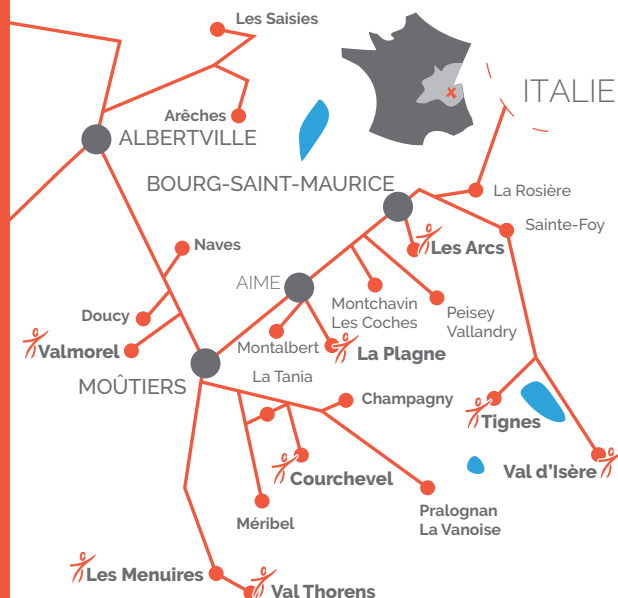 Les Saisies
ITALIE
Arêches
ALBERTVILLE
BOURG-SAINT-MAURICE
La Rosière
Sainte-Foy
Naves
Les Arcs
AIME
Montchavin
Les Coches
Peisey
Vallandry
Doucy
Valmorel
Montalbert
La Plagne
MOÛTIERS
La Tania
Champagny
Tignes
Courchevel
Val d'Isère
Méribel
Pralognan
La Vanoise
Les Menuires
Val Thorens